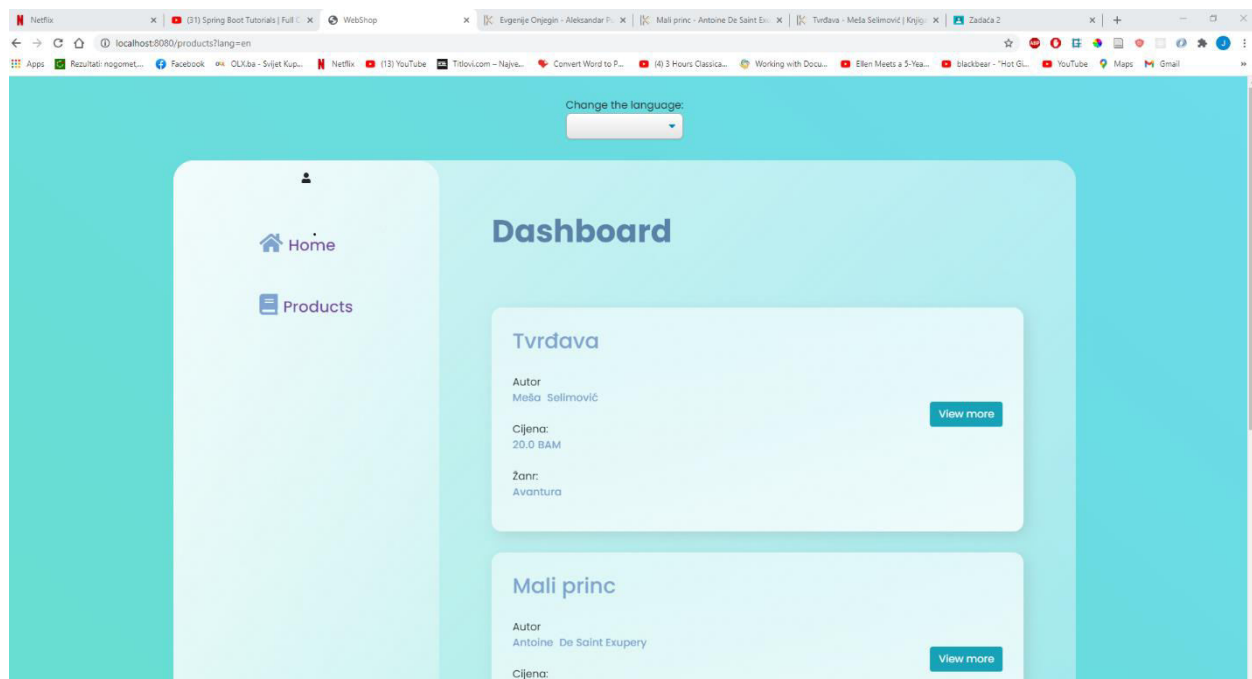 Netflix
(31) Spring Boot Tutorials | Full C
WebShop
Evgenije Onjegin - Aleksandar Pu
Mali princ - Antoine De Saint Exu
Tvrđava - Meša Selimović | Knjiga
Zadaća 2
localhost:8080/products?lang=en
Apps
Rezultati: nogomet,...
Facebook
OLX.ba - Svijet Kup...
Netflix
(13) YouTube
Titlovi.com – Najve...
Convert Word to P...
(4) 3 Hours Classica...
Working with Docu...
Ellen Meets a 5-Yea...
blackbear - "Hot Gi...
YouTube
Maps
Gmail
Change the language:
Home
Products
Dashboard
Tvrđava
Autor
Meša Selimović
Cijena:
20.0 BAM
Žanr:
Avantura
View more
Mali princ
Autor
Antoine De Saint Exupery
Cijena:
View more